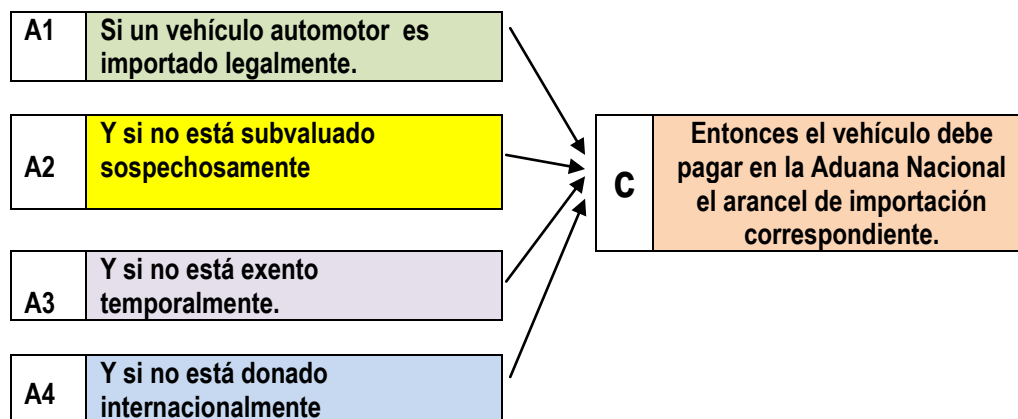 A1
Si un vehículo automotor es
importado legalmente.
A2
Y si no está subvaluado
sospechosamente
A3
Y si no está exento
temporalmente.
A4
Y si no está donado
internacionalmente
C
Entonces el vehículo debe
pagar en la Aduana Nacional
el arancel de importación
correspondiente.